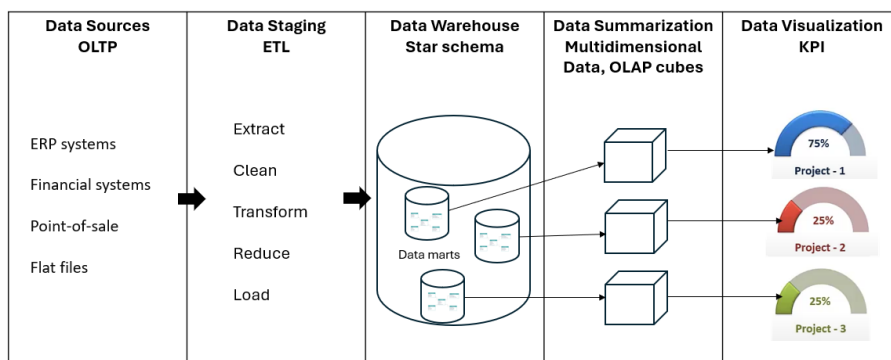 Data Sources
OLTP
Data Staging
ETL
Data Warehouse
Star schema
Data Summarization
Multidimensional
Data, OLAP cubes
Data Visualization
KPI
ERP systems
Financial systems
Point-of-sale
Flat files
Extract
Clean
Transform
Reduce
Load
Data marts
75%
Project - 1
25%
Project - 2
25%
Project - 3